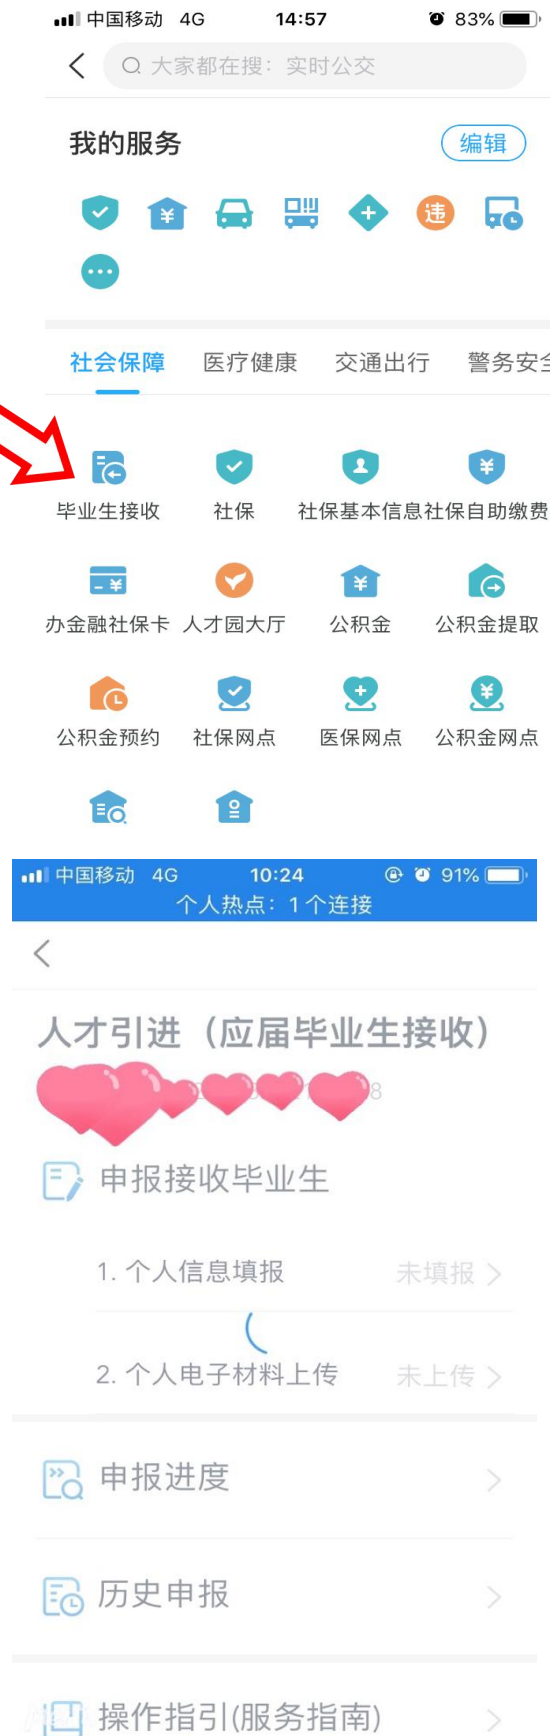 中国移动 4G 14:57 83%
大家都在搜：实时公交
我的服务 编辑
¥ 违
社会保障 医疗健康 交通出行 警务安全
¥
毕业生接收 社保 社保基本信息 社保自助缴费
¥ ¥
办金融社保卡 人才园大厅 公积金 公积金提取
¥
公积金预约 社保网点 医保网点 公积金网点
中国移动 4G 10:24 91%
个人热点：1 个连接
人才引进（应届毕业生接收）
8
申报接收毕业生
1. 个人信息填报 未填报
2. 个人电子材料上传 未上传
申报进度
历史申报
操作指引(服务指南)